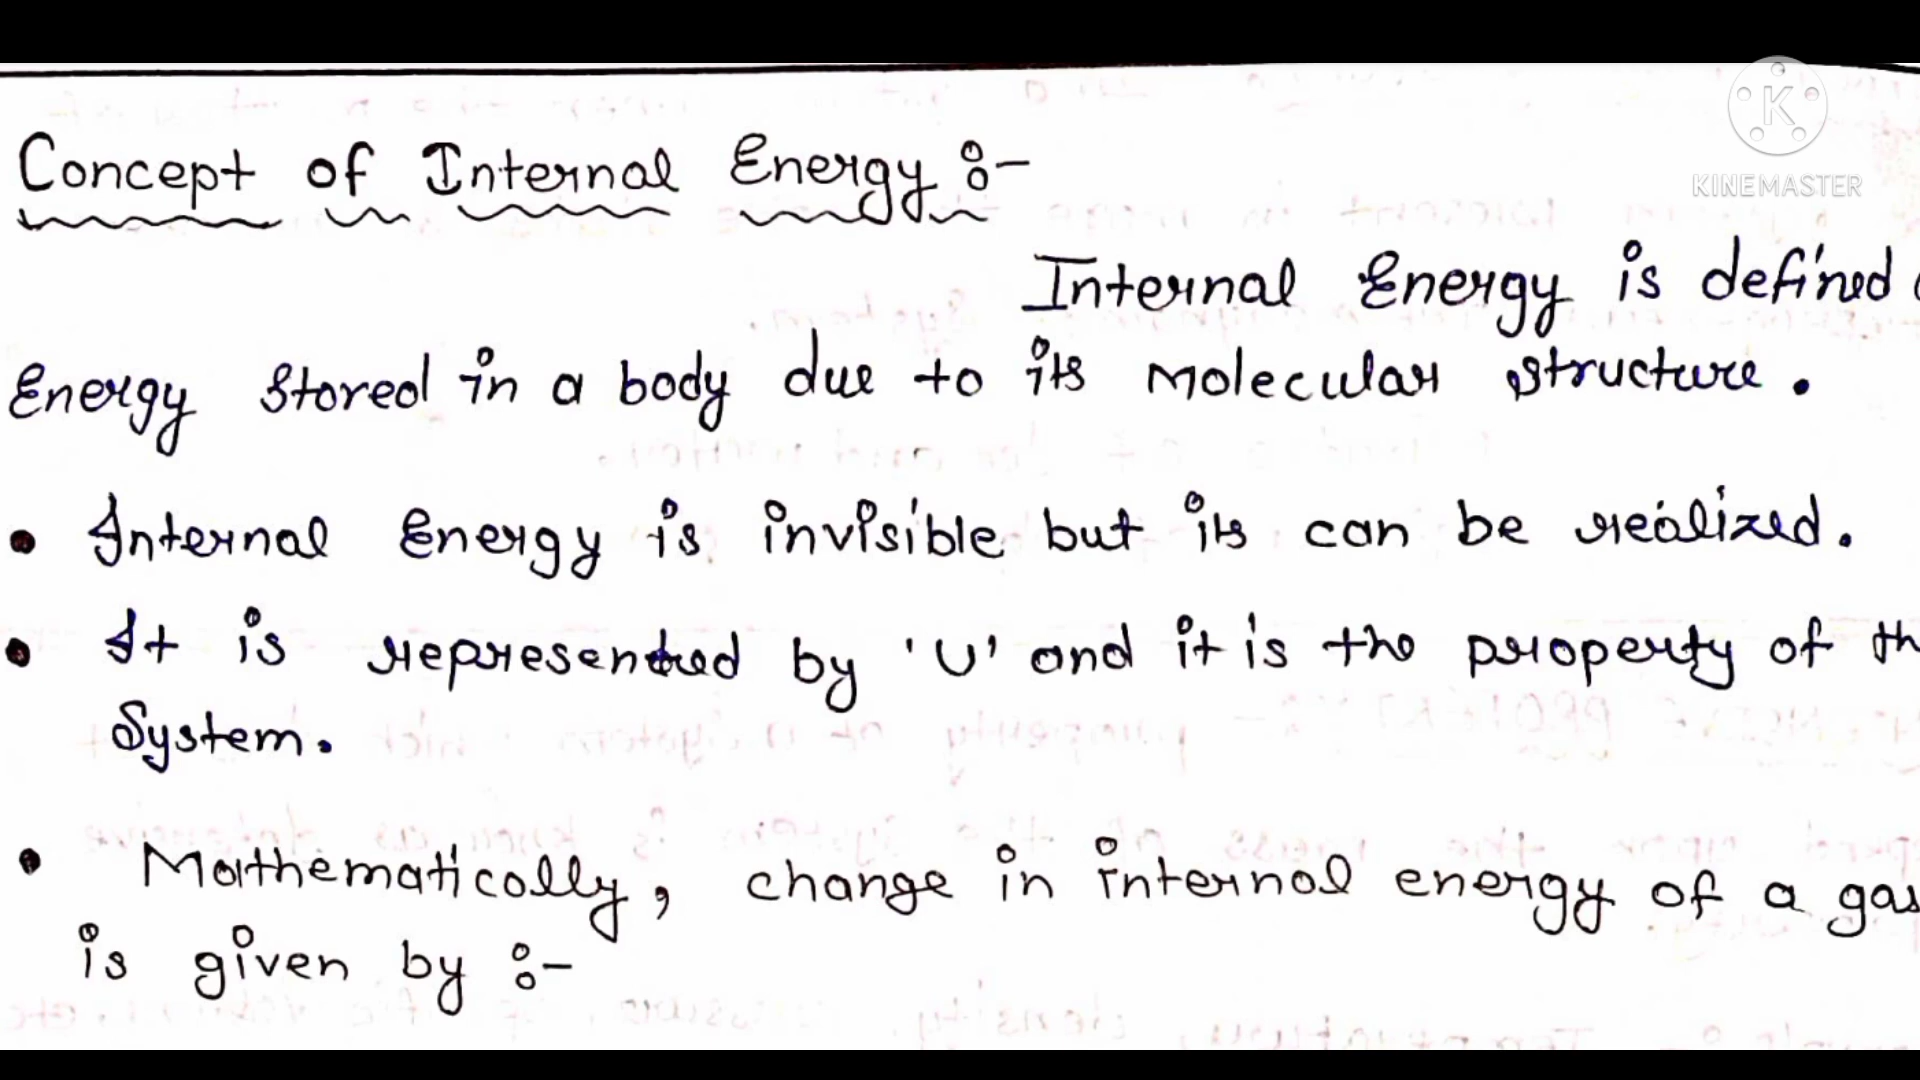 KINEMASTER
Concept of Internal Energy :-
Internal Energy is defined
Energy stored in a body due to its molecular structure.
• Internal Energy is invisible but its can be realized.
• It is represented by 'U' and it is the property of th
System.
• Mathematically, change in internal energy of a gas
is given by :-